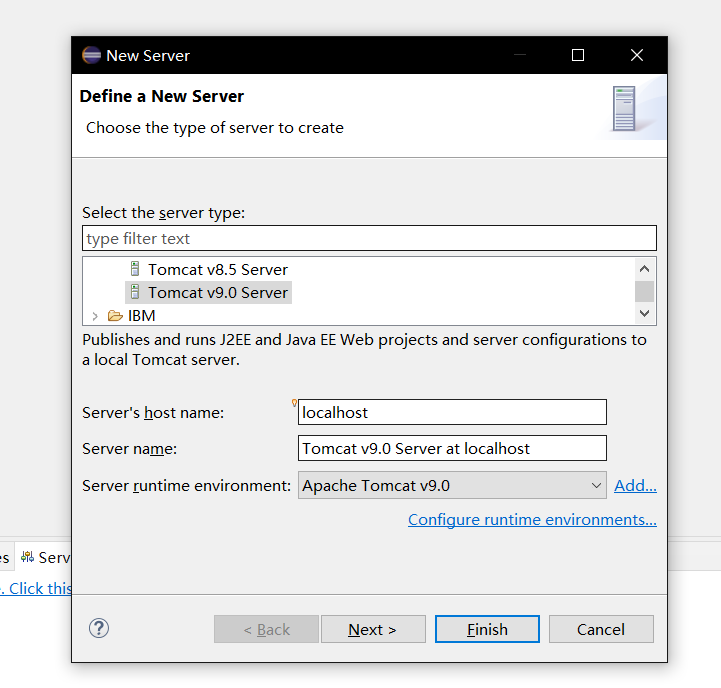 New Server
Define a New Server
Choose the type of server to create
Select the server type:
type filter text
Tomcat v8.5 Server
Tomcat v9.0 Server
IBM
Publishes and runs J2EE and Java EE Web projects and server configurations to
a local Tomcat server.
Server's host name:
localhost
Server name:
Tomcat v9.0 Server at localhost
Server runtime environment:
Apache Tomcat v9.0
Add...
Configure runtime environments...
es
Serv
. Click this
?
< Back
Next >
Finish
Cancel